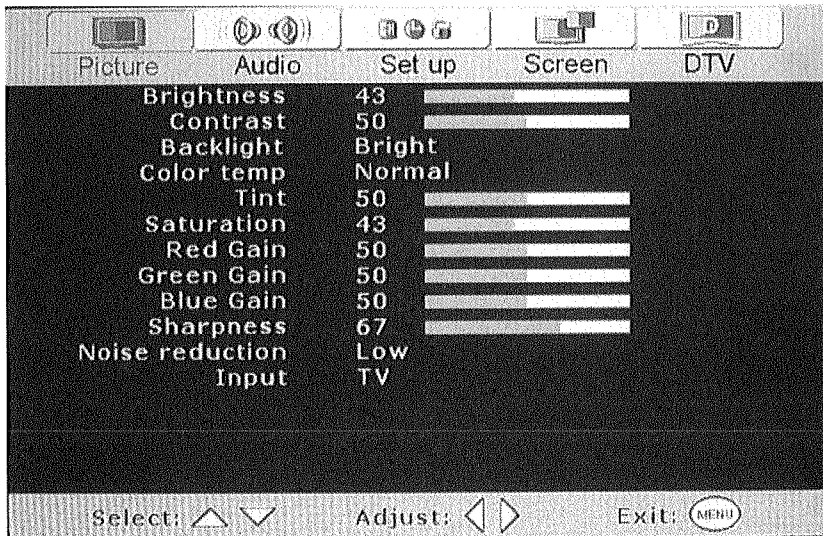 Picture Audio Set up Screen DTV
Brightness 43
Contrast 50
Backlight Bright
Color temp Normal
Tint 50
Saturation 43
Red Gain 50
Green Gain 50
Blue Gain 50
Sharpness 67
Noise reduction Low
Input TV
Select: Adjust: Exit: MENU